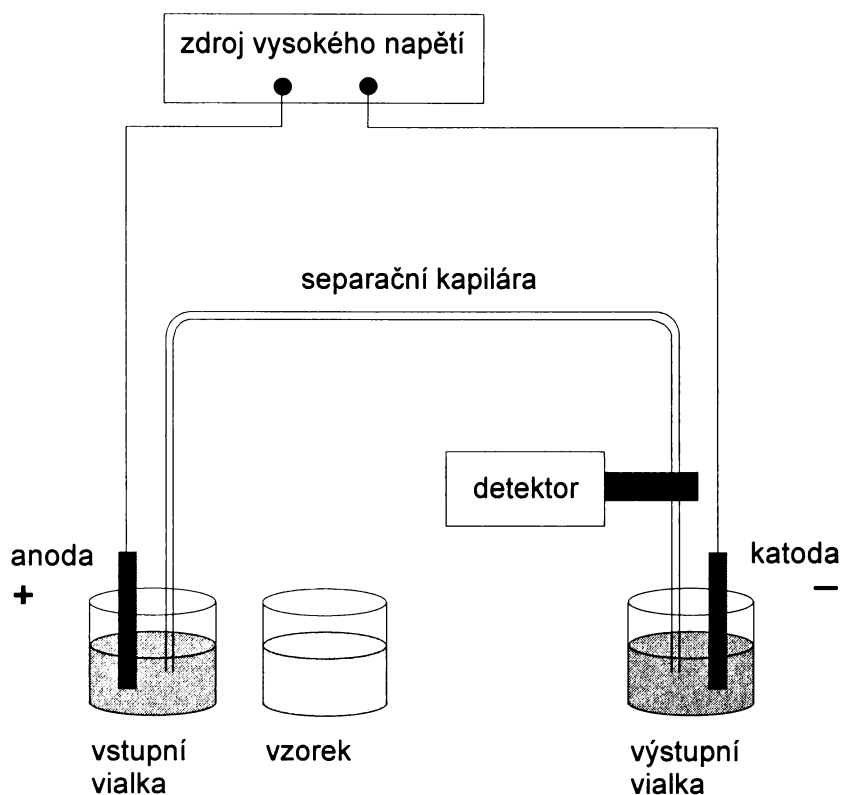 zdroj vysokého napětí
separační kapilára
detektor
anoda
+
katoda
–
vstupní
vialka
vzorek
výstupní
vialka